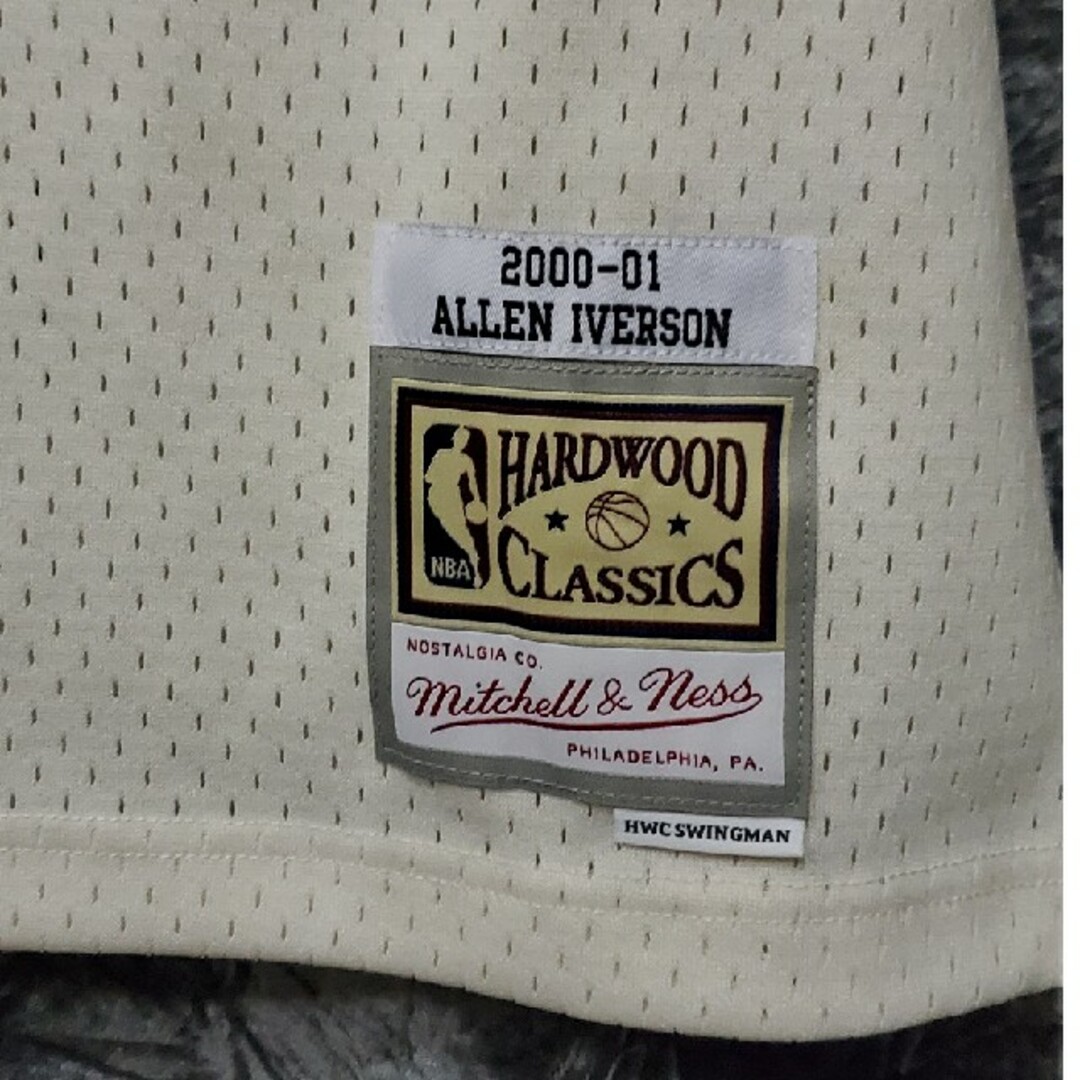 2000-01
ALLEN IVERSON
HARDWOOD
CLASSICS
NBA
NOSTALGIA CO.
Mitchell & Ness
PHILADELPHIA, PA.
HWC SWINGMAN